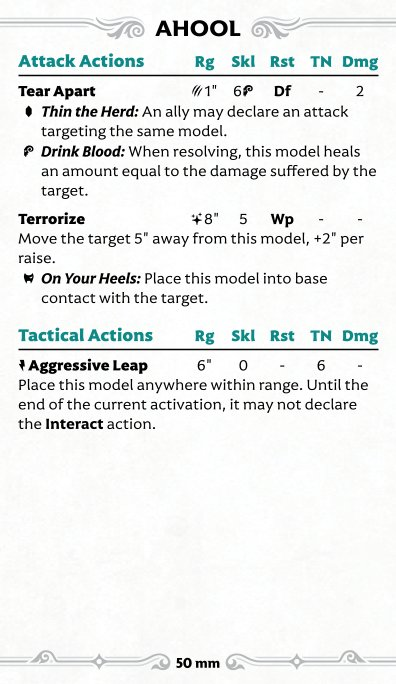 AHOOL
Attack Actions Rg Skl Rst TN Dmg
Tear Apart 1" 6 Df - 2
Thin the Herd: An ally may declare an attack
targeting the same model.
Drink Blood: When resolving, this model heals
an amount equal to the damage suffered by the
target.
Terrorize 8" 5 Wp - -
Move the target 5" away from this model, +2" per
raise.
On Your Heels: Place this model into base
contact with the target.
Tactical Actions Rg Skl Rst TN Dmg
Aggressive Leap 6" 0 - 6 -
Place this model anywhere within range. Until the
end of the current activation, it may not declare
the Interact action.
50 mm